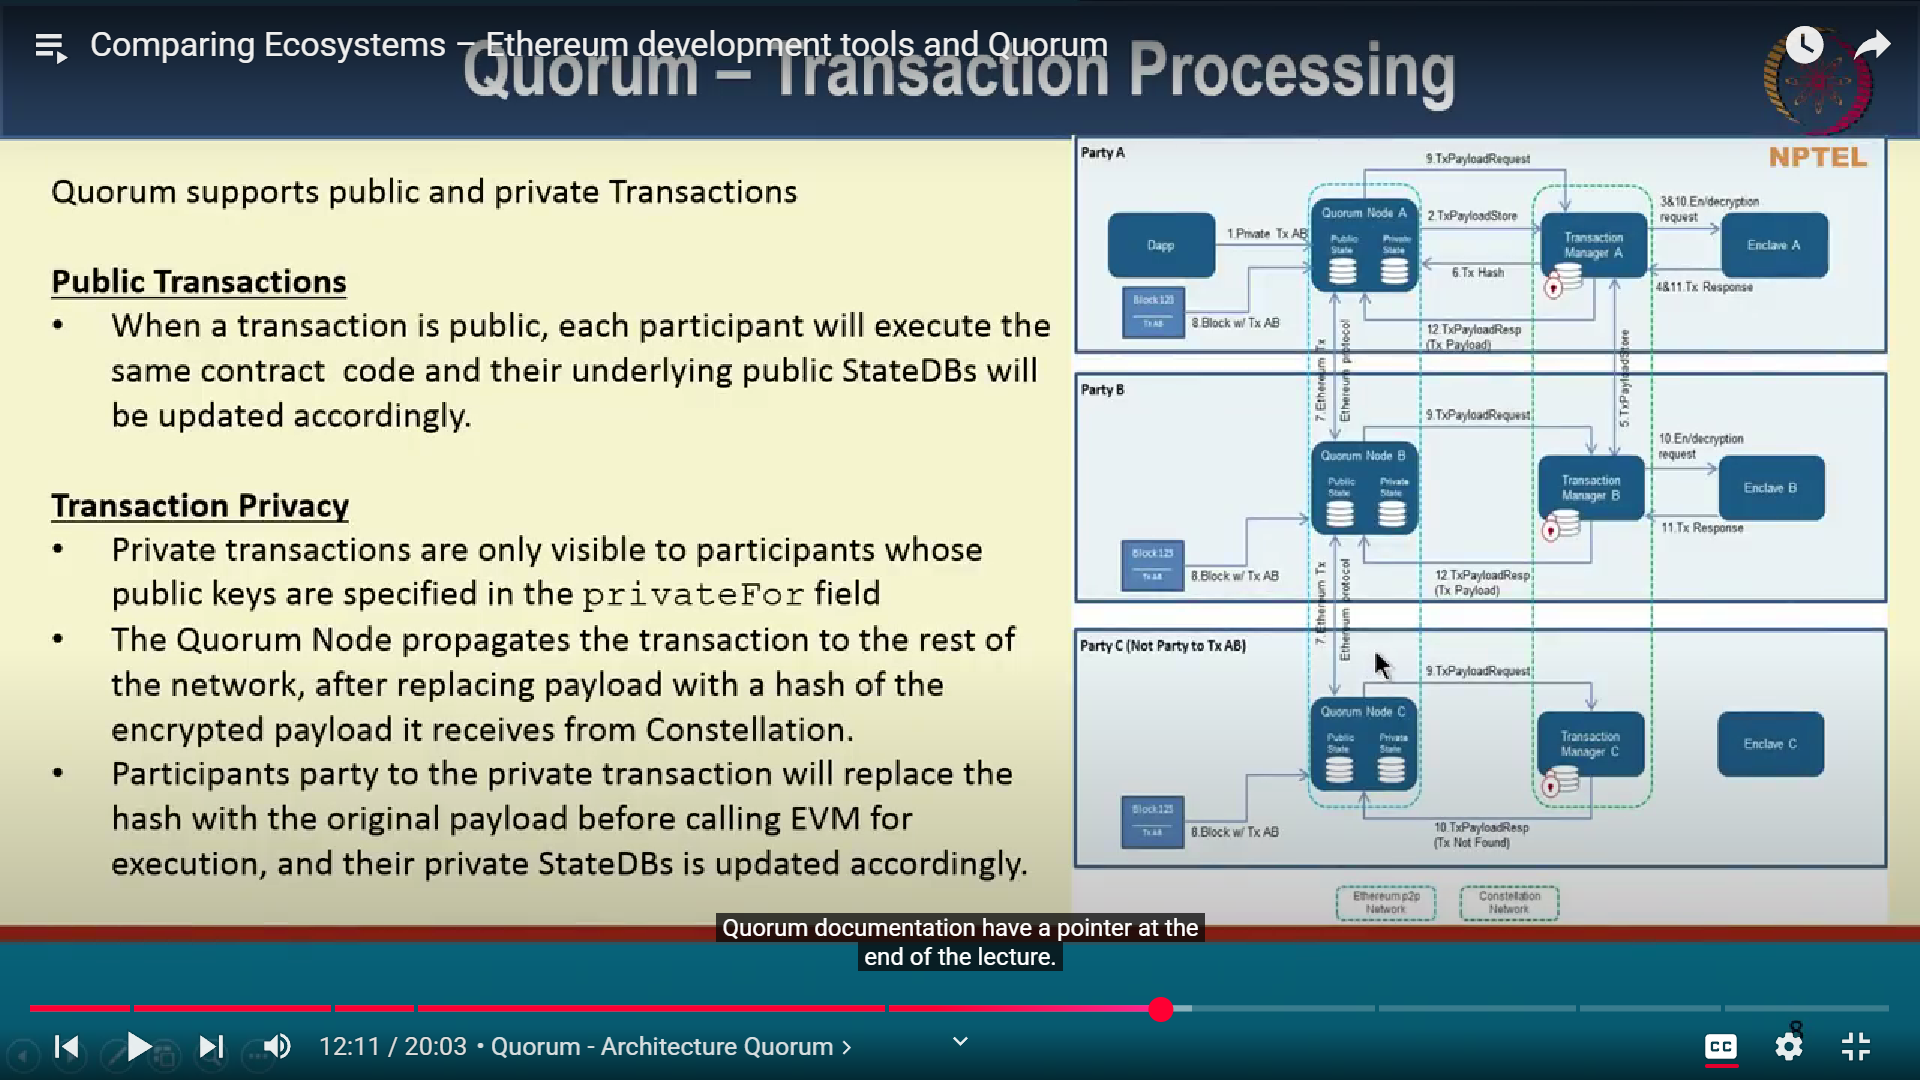 Comparing Ecosystems – Ethereum development tools and Quorum
Quorum – Transaction Processing
NPTEL
Quorum supports public and private Transactions
Public Transactions
• When a transaction is public, each participant will execute the
same contract code and their underlying public StateDBs will
be updated accordingly.
Transaction Privacy
• Private transactions are only visible to participants whose
public keys are specified in the privateFor field
• The Quorum Node propagates the transaction to the rest of
the network, after replacing payload with a hash of the
encrypted payload it receives from Constellation.
• Participants party to the private transaction will replace the
hash with the original payload before calling EVM for
execution, and their private StateDBs is updated accordingly.
Party A
9.TxPayloadRequest
Dapp
1.Private Tx AB
Quorum Node A
Public State
Private State
2.TxPayloadStore
Transaction
Manager A
3&10.En/decryption
request
Enclave A
6.Tx Hash
4&11.Tx Response
Block123
Tx AB
8.Block w/ Tx AB
12.TxPayloadResp
(Tx Payload)
7.Ethereum Tx
Ethereum protocol
5.TxPayloadStore
Party B
9.TxPayloadRequest
Quorum Node B
Public State
Private State
Transaction
Manager B
10.En/decryption
request
Enclave B
11.Tx Response
Block123
Tx AB
8.Block w/ Tx AB
12.TxPayloadResp
(Tx Payload)
7.Ethereum Tx
Ethereum protocol
Party C (Not Party to Tx AB)
9.TxPayloadRequest
Quorum Node C
Public State
Private State
Transaction
Manager C
Enclave C
Block123
Tx AB
8.Block w/ Tx AB
10.TxPayloadResp
(Tx Not Found)
Ethereum p2p
Network
Constellation
Network
Quorum documentation have a pointer at the
end of the lecture.
8
12:11 / 20:03 • Quorum - Architecture Quorum
CC